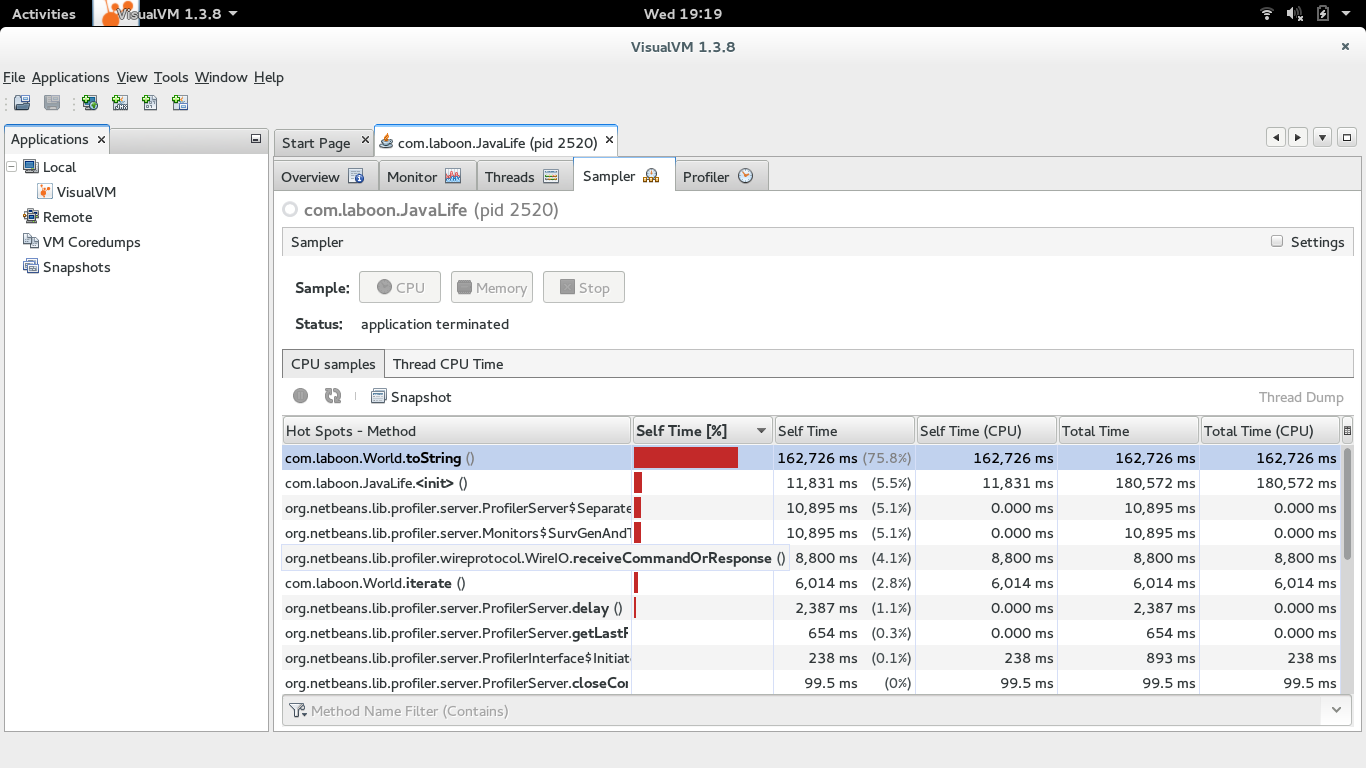 Activities VisualVM 1.3.8 Wed 19:19
VisualVM 1.3.8
File Applications View Tools Window Help
Applications
Local
VisualVM
Remote
VM Coredumps
Snapshots
Start Page com.laboon.JavaLife (pid 2520)
Overview Monitor Threads Sampler Profiler
com.laboon.JavaLife (pid 2520)
Sampler Settings
Sample: CPU Memory Stop
Status: application terminated
CPU samples Thread CPU Time
Snapshot Thread Dump
Hot Spots - Method Self Time [%] Self Time Self Time (CPU) Total Time Total Time (CPU)
com.laboon.World.toString () 162,726 ms (75.8%) 162,726 ms 162,726 ms 162,726 ms
com.laboon.JavaLife.<init> () 11,831 ms (5.5%) 11,831 ms 180,572 ms 180,572 ms
org.netbeans.lib.profiler.server.ProfilerServer$Separate 10,895 ms (5.1%) 0.000 ms 10,895 ms 0.000 ms
org.netbeans.lib.profiler.server.Monitors$SurvGenAndT 10,895 ms (5.1%) 0.000 ms 10,895 ms 0.000 ms
org.netbeans.lib.profiler.wireprotocol.WireIO.receiveCommandOrResponse () 8,800 ms (4.1%) 8,800 ms 8,800 ms 8,800 ms
com.laboon.World.iterate () 6,014 ms (2.8%) 6,014 ms 6,014 ms 6,014 ms
org.netbeans.lib.profiler.server.ProfilerServer.delay () 2,387 ms (1.1%) 0.000 ms 2,387 ms 0.000 ms
org.netbeans.lib.profiler.server.ProfilerServer.getLastF 654 ms (0.3%) 0.000 ms 654 ms 0.000 ms
org.netbeans.lib.profiler.server.ProfilerInterface$Initiat 238 ms (0.1%) 238 ms 893 ms 238 ms
org.netbeans.lib.profiler.server.ProfilerServer.closeCor 99.5 ms (0%) 99.5 ms 99.5 ms 99.5 ms
Method Name Filter (Contains)